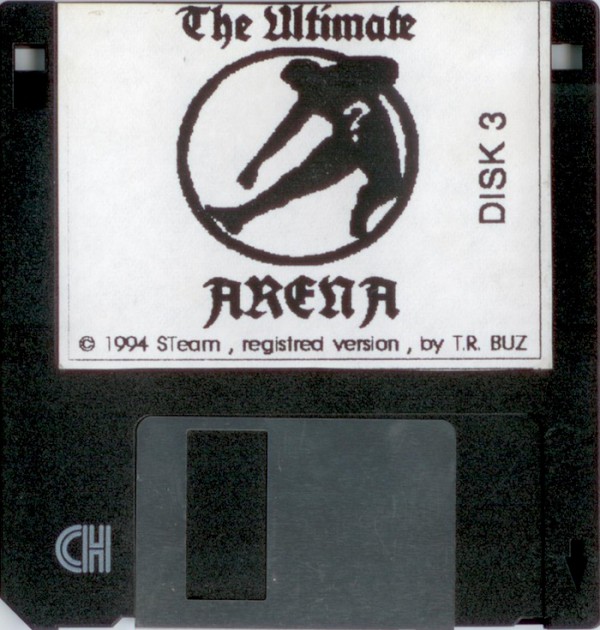 The Ultimate
?
DISK 3
ARENA
© 1994 STeam , registred version , by T.R. BUZ
CH